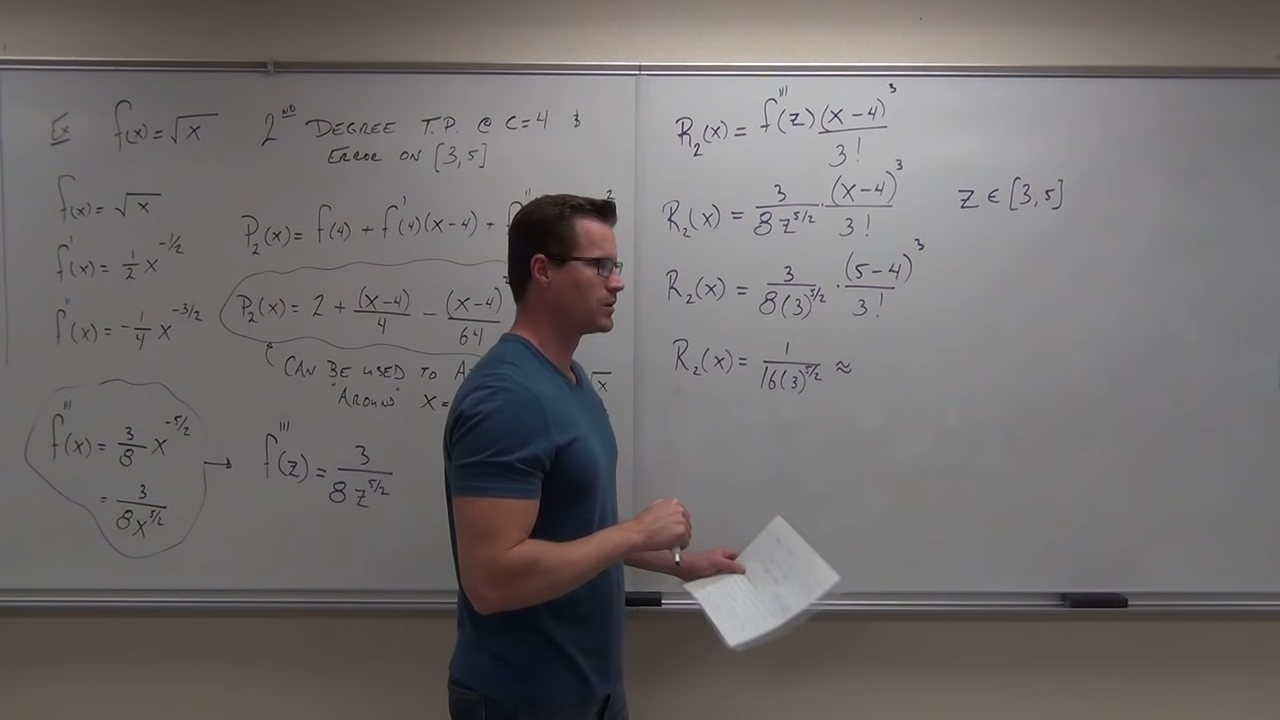 Ex f(x) = √x 2ND DEGREE T.P. @ C=4 &
ERROR ON [3,5]
f(x) = √x
f'(x) = 1/2 x^(-1/2)
f''(x) = -1/4 x^(-3/2)
f'''(x) = 3/8 x^(-5/2)
= 3/(8x^(5/2))
P₂(x) = f(4) + f'(4)(x-4) + f'' ²
P₂(x) = 2 + (x-4)/4 - (x-4)/64
CAN BE USED TO √x
"AROUND" X =
f'''(z) = 3/(8z^(5/2))
R₂(x) = f'''(z)(x-4)³/3!
R₂(x) = 3/(8z^(5/2)) · (x-4)³/3! z ∈ [3,5]
R₂(x) = 3/(8(3)^(5/2)) · (5-4)³/3!
R₂(x) = 1/(16(3)^(5/2)) ≈